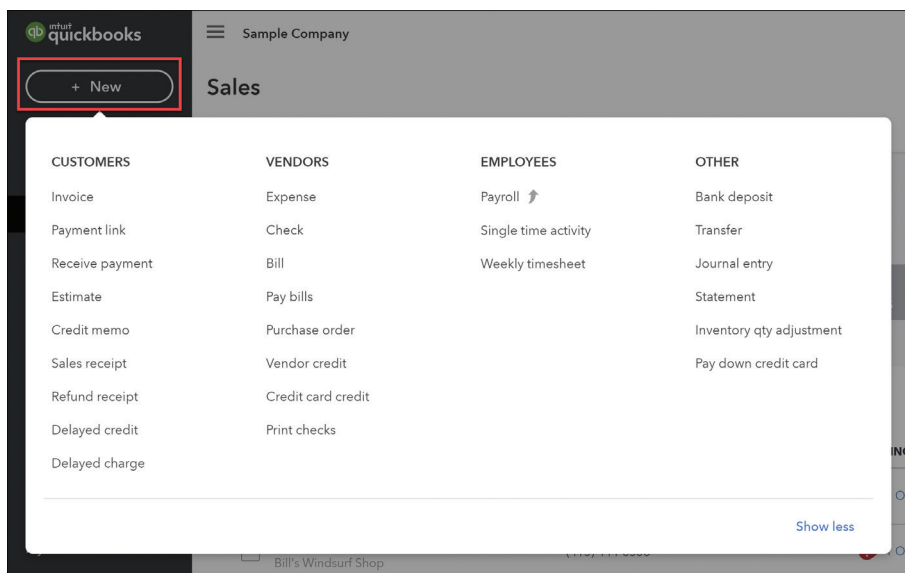 intuit
quickbooks
Sample Company
+ New
Sales
CUSTOMERS
Invoice
Payment link
Receive payment
Estimate
Credit memo
Sales receipt
Refund receipt
Delayed credit
Delayed charge
VENDORS
Expense
Check
Bill
Pay bills
Purchase order
Vendor credit
Credit card credit
Print checks
EMPLOYEES
Payroll
Single time activity
Weekly timesheet
OTHER
Bank deposit
Transfer
Journal entry
Statement
Inventory qty adjustment
Pay down credit card
Show less
Bill's Windsurf Shop